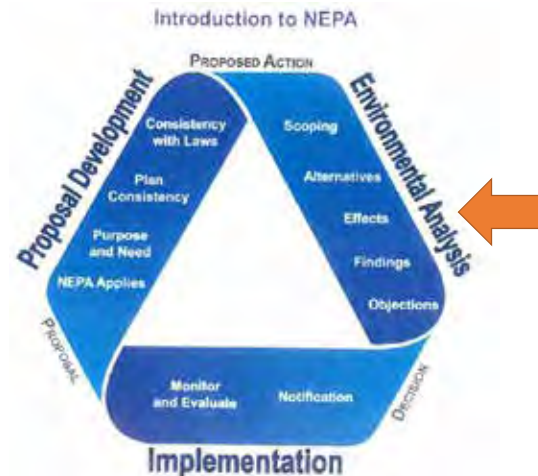 Introduction to NEPA
PROPOSED ACTION
Proposal Development
Consistency
with Laws
Plan
Consistency
Purpose
and Need
NEPA Applies
PROPOSAL
Environmental Analysis
Scoping
Alternatives
Effects
Findings
Objections
DECISION
Monitor
and Evaluate
Notification
Implementation